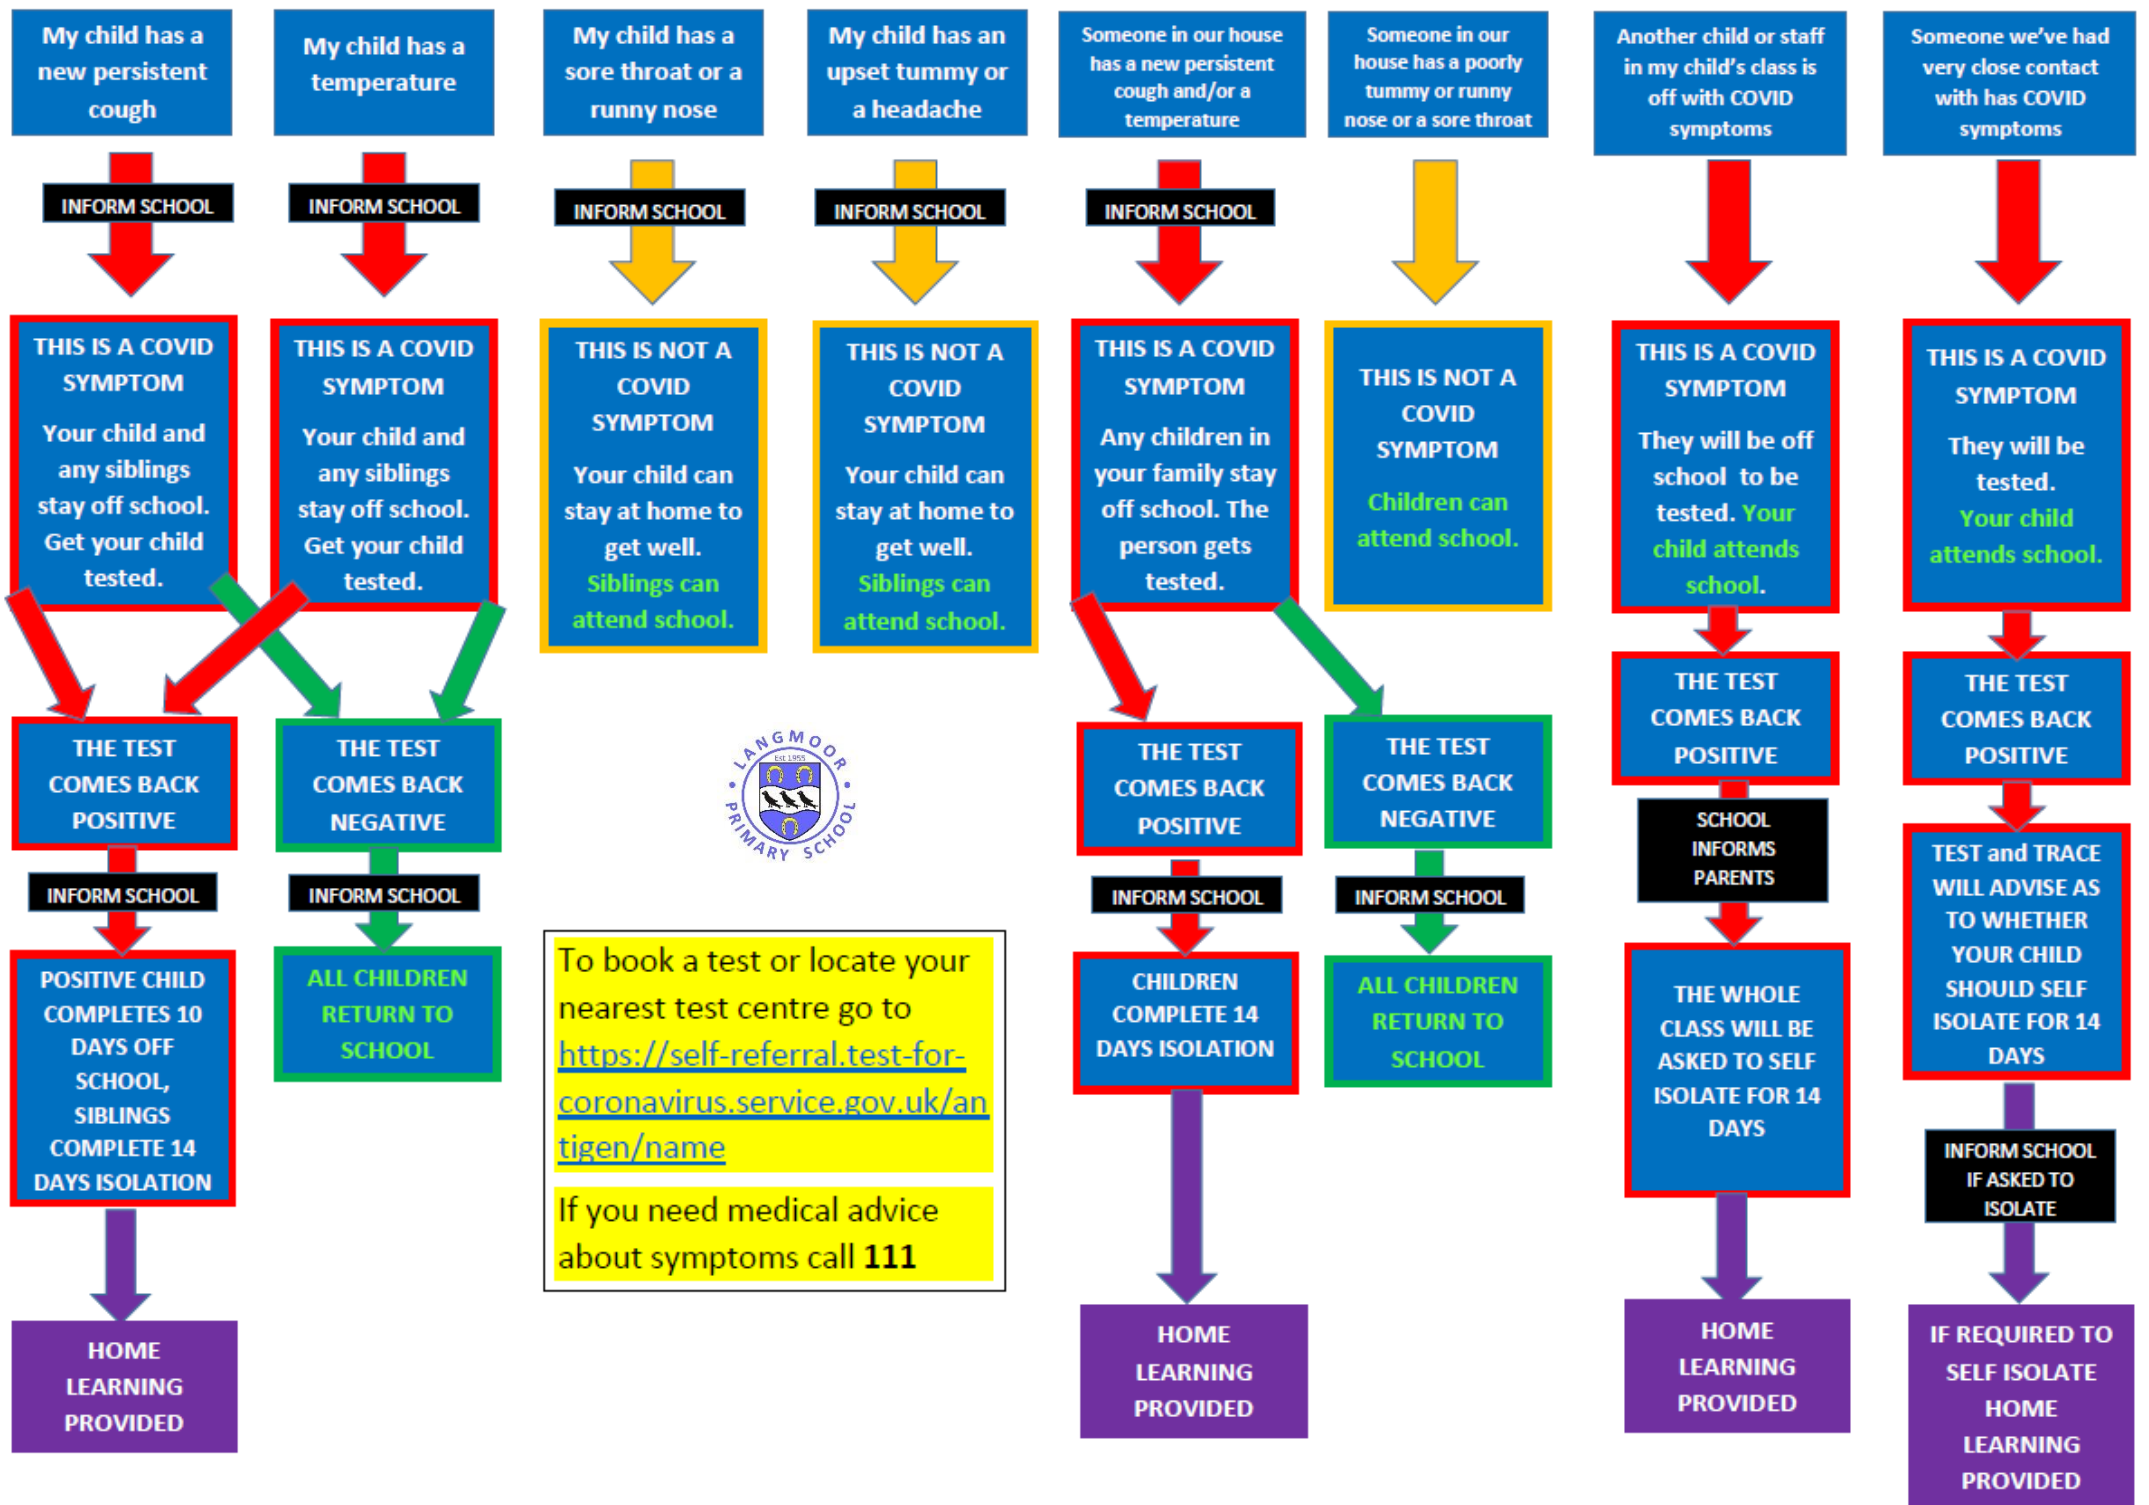 My child has a
new persistent
cough
INFORM SCHOOL
THIS IS A COVID
SYMPTOM
Your child and
any siblings
stay off school.
Get your child
tested.
My child has a
temperature
INFORM SCHOOL
THIS IS A COVID
SYMPTOM
Your child and
any siblings
stay off school.
Get your child
tested.
THE TEST
COMES BACK
POSITIVE
INFORM SCHOOL
POSITIVE CHILD
COMPLETES 10
DAYS OFF
SCHOOL,
SIBLINGS
COMPLETE 14
DAYS ISOLATION
HOME
LEARNING
PROVIDED
THE TEST
COMES BACK
NEGATIVE
INFORM SCHOOL
ALL CHILDREN
RETURN TO
SCHOOL
My child has a
sore throat or a
runny nose
INFORM SCHOOL
THIS IS NOT A
COVID
SYMPTOM
Your child can
stay at home to
get well.
Siblings can
attend school.
My child has an
upset tummy or
a headache
INFORM SCHOOL
THIS IS NOT A
COVID
SYMPTOM
Your child can
stay at home to
get well.
Siblings can
attend school.
LANGMOOR
Est 1955
PRIMARY SCHOOL
To book a test or locate your
nearest test centre go to
https://self-referral.test-for-
coronavirus.service.gov.uk/an
tigen/name
If you need medical advice
about symptoms call 111
Someone in our house
has a new persistent
cough and/or a
temperature
INFORM SCHOOL
THIS IS A COVID
SYMPTOM
Any children in
your family stay
off school. The
person gets
tested.
THE TEST
COMES BACK
POSITIVE
INFORM SCHOOL
CHILDREN
COMPLETE 14
DAYS ISOLATION
HOME
LEARNING
PROVIDED
Someone in our
house has a poorly
tummy or runny
nose or a sore throat
THIS IS NOT A
COVID
SYMPTOM
Children can
attend school.
THE TEST
COMES BACK
NEGATIVE
INFORM SCHOOL
ALL CHILDREN
RETURN TO
SCHOOL
Another child or staff
in my child's class is
off with COVID
symptoms
THIS IS A COVID
SYMPTOM
They will be off
school to be
tested. Your
child attends
school.
THE TEST
COMES BACK
POSITIVE
SCHOOL
INFORMS
PARENTS
THE WHOLE
CLASS WILL BE
ASKED TO SELF
ISOLATE FOR 14
DAYS
HOME
LEARNING
PROVIDED
Someone we've had
very close contact
with has COVID
symptoms
THIS IS A COVID
SYMPTOM
They will be
tested.
Your child
attends school.
THE TEST
COMES BACK
POSITIVE
TEST and TRACE
WILL ADVISE AS
TO WHETHER
YOUR CHILD
SHOULD SELF
ISOLATE FOR 14
DAYS
INFORM SCHOOL
IF ASKED TO
ISOLATE
IF REQUIRED TO
SELF ISOLATE
HOME
LEARNING
PROVIDED